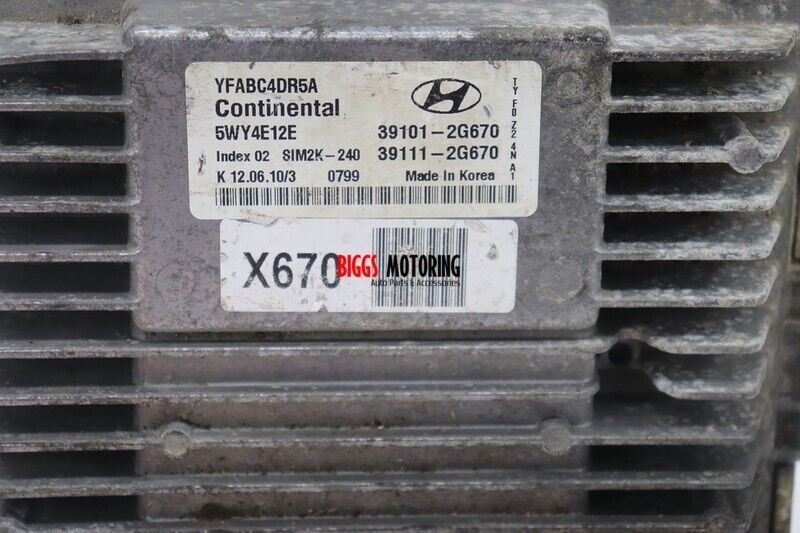 YFABC4DR5A
Continental
5WY4E12E 39101-2G670
Index 02 SIM2K-240 39111-2G670
K 12.06.10/3 0799 Made In Korea
TYF0Z24NA1
X670
A
BIGGS MOTORING
Auto Parts & Accessories